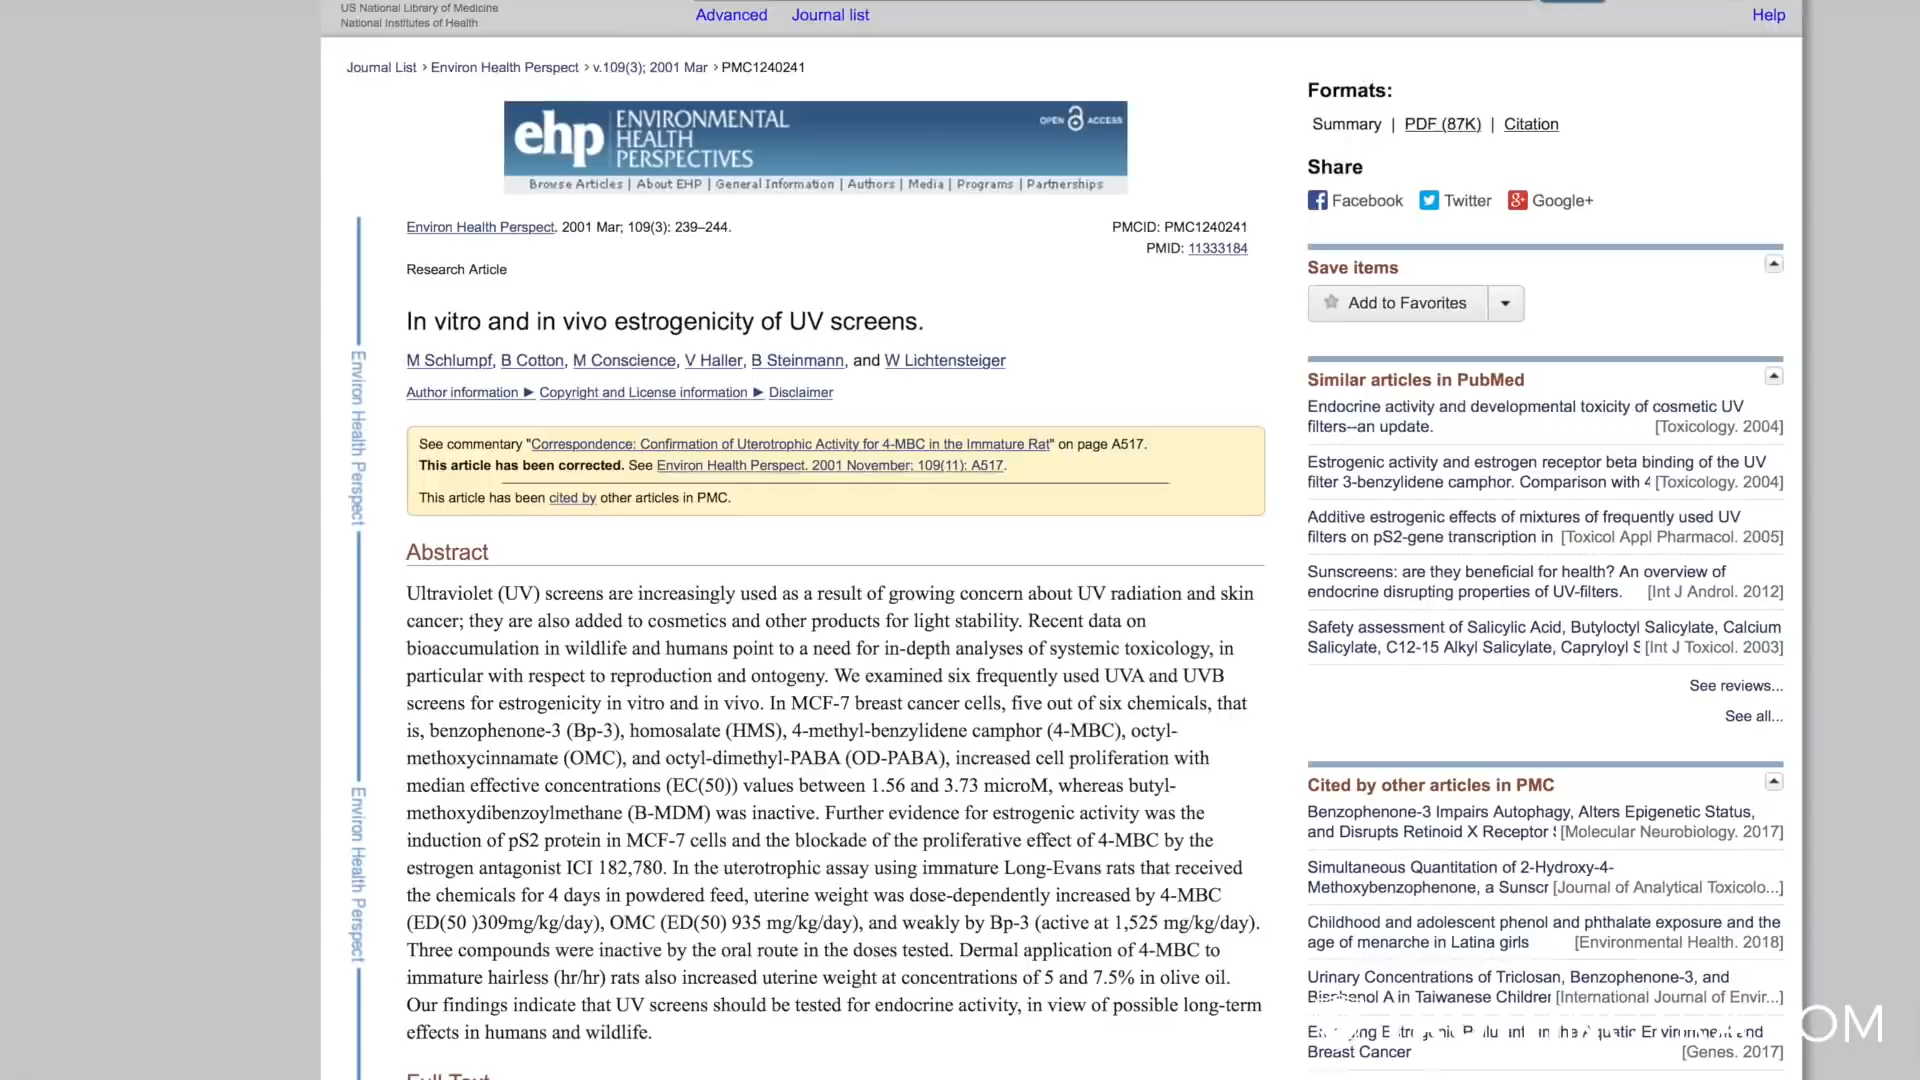 US National Library of Medicine
National Institutes of Health
Advanced Journal list
Help
Journal List > Environ Health Perspect > v.109(3); 2001 Mar > PMC1240241
ehp ENVIRONMENTAL HEALTH PERSPECTIVES
OPEN ACCESS
Browse Articles | About EHP | General Information | Authors | Media | Programs | Partnerships
Environ Health Perspect. 2001 Mar; 109(3): 239–244.
PMCID: PMC1240241
PMID: 11333184
Research Article
In vitro and in vivo estrogenicity of UV screens.
M Schlumpf, B Cotton, M Conscience, V Haller, B Steinmann, and W Lichtensteiger
Author information ► Copyright and License information ► Disclaimer
See commentary "Correspondence: Confirmation of Uterotrophic Activity for 4-MBC in the Immature Rat" on page A517.
This article has been corrected. See Environ Health Perspect. 2001 November; 109(11): A517.
This article has been cited by other articles in PMC.
Abstract
Ultraviolet (UV) screens are increasingly used as a result of growing concern about UV radiation and skin
cancer; they are also added to cosmetics and other products for light stability. Recent data on
bioaccumulation in wildlife and humans point to a need for in-depth analyses of systemic toxicology, in
particular with respect to reproduction and ontogeny. We examined six frequently used UVA and UVB
screens for estrogenicity in vitro and in vivo. In MCF-7 breast cancer cells, five out of six chemicals, that
is, benzophenone-3 (Bp-3), homosalate (HMS), 4-methyl-benzylidene camphor (4-MBC), octyl-
methoxycinnamate (OMC), and octyl-dimethyl-PABA (OD-PABA), increased cell proliferation with
median effective concentrations (EC(50)) values between 1.56 and 3.73 microM, whereas butyl-
methoxydibenzoylmethane (B-MDM) was inactive. Further evidence for estrogenic activity was the
induction of pS2 protein in MCF-7 cells and the blockade of the proliferative effect of 4-MBC by the
estrogen antagonist ICI 182,780. In the uterotrophic assay using immature Long-Evans rats that received
the chemicals for 4 days in powdered feed, uterine weight was dose-dependently increased by 4-MBC
(ED(50 )309mg/kg/day), OMC (ED(50) 935 mg/kg/day), and weakly by Bp-3 (active at 1,525 mg/kg/day).
Three compounds were inactive by the oral route in the doses tested. Dermal application of 4-MBC to
immature hairless (hr/hr) rats also increased uterine weight at concentrations of 5 and 7.5% in olive oil.
Our findings indicate that UV screens should be tested for endocrine activity, in view of possible long-term
effects in humans and wildlife.
Full Text
Environ Health Perspect
Environ Health Perspect
Formats:
Summary | PDF (87K) | Citation
Share
Facebook Twitter Google+
Save items
Add to Favorites
Similar articles in PubMed
Endocrine activity and developmental toxicity of cosmetic UV
filters--an update. [Toxicology. 2004]
Estrogenic activity and estrogen receptor beta binding of the UV
filter 3-benzylidene camphor. Comparison with 4 [Toxicology. 2004]
Additive estrogenic effects of mixtures of frequently used UV
filters on pS2-gene transcription in [Toxicol Appl Pharmacol. 2005]
Sunscreens: are they beneficial for health? An overview of
endocrine disrupting properties of UV-filters. [Int J Androl. 2012]
Safety assessment of Salicylic Acid, Butyloctyl Salicylate, Calcium
Salicylate, C12-15 Alkyl Salicylate, Capryloyl S [Int J Toxicol. 2003]
See reviews...
See all...
Cited by other articles in PMC
Benzophenone-3 Impairs Autophagy, Alters Epigenetic Status,
and Disrupts Retinoid X Receptor [Molecular Neurobiology. 2017]
Simultaneous Quantitation of 2-Hydroxy-4-
Methoxybenzophenone, a Sunscr [Journal of Analytical Toxicolo...]
Childhood and adolescent phenol and phthalate exposure and the
age of menarche in Latina girls [Environmental Health. 2018]
Urinary Concentrations of Triclosan, Benzophenone-3, and
Bisphenol A in Taiwanese Children [International Journal of Envir...]
in the Aquatic Environment and
Breast Cancer [Genes. 2017]
OM